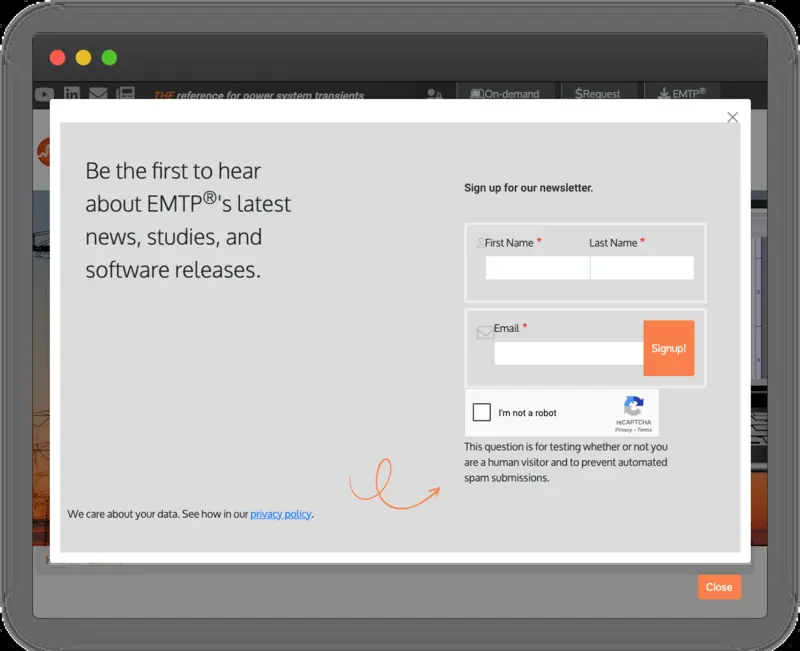 THE reference for power system transients
On-demand
$Request
EMTP®
Be the first to hear
about EMTP®'s latest
news, studies, and
software releases.
Sign up for our newsletter.
First Name *
Last Name *
Email *
Signup!
I'm not a robot
reCAPTCHA
Privacy - Terms
This question is for testing whether or not you
are a human visitor and to prevent automated
spam submissions.
We care about your data. See how in our privacy policy.
Close